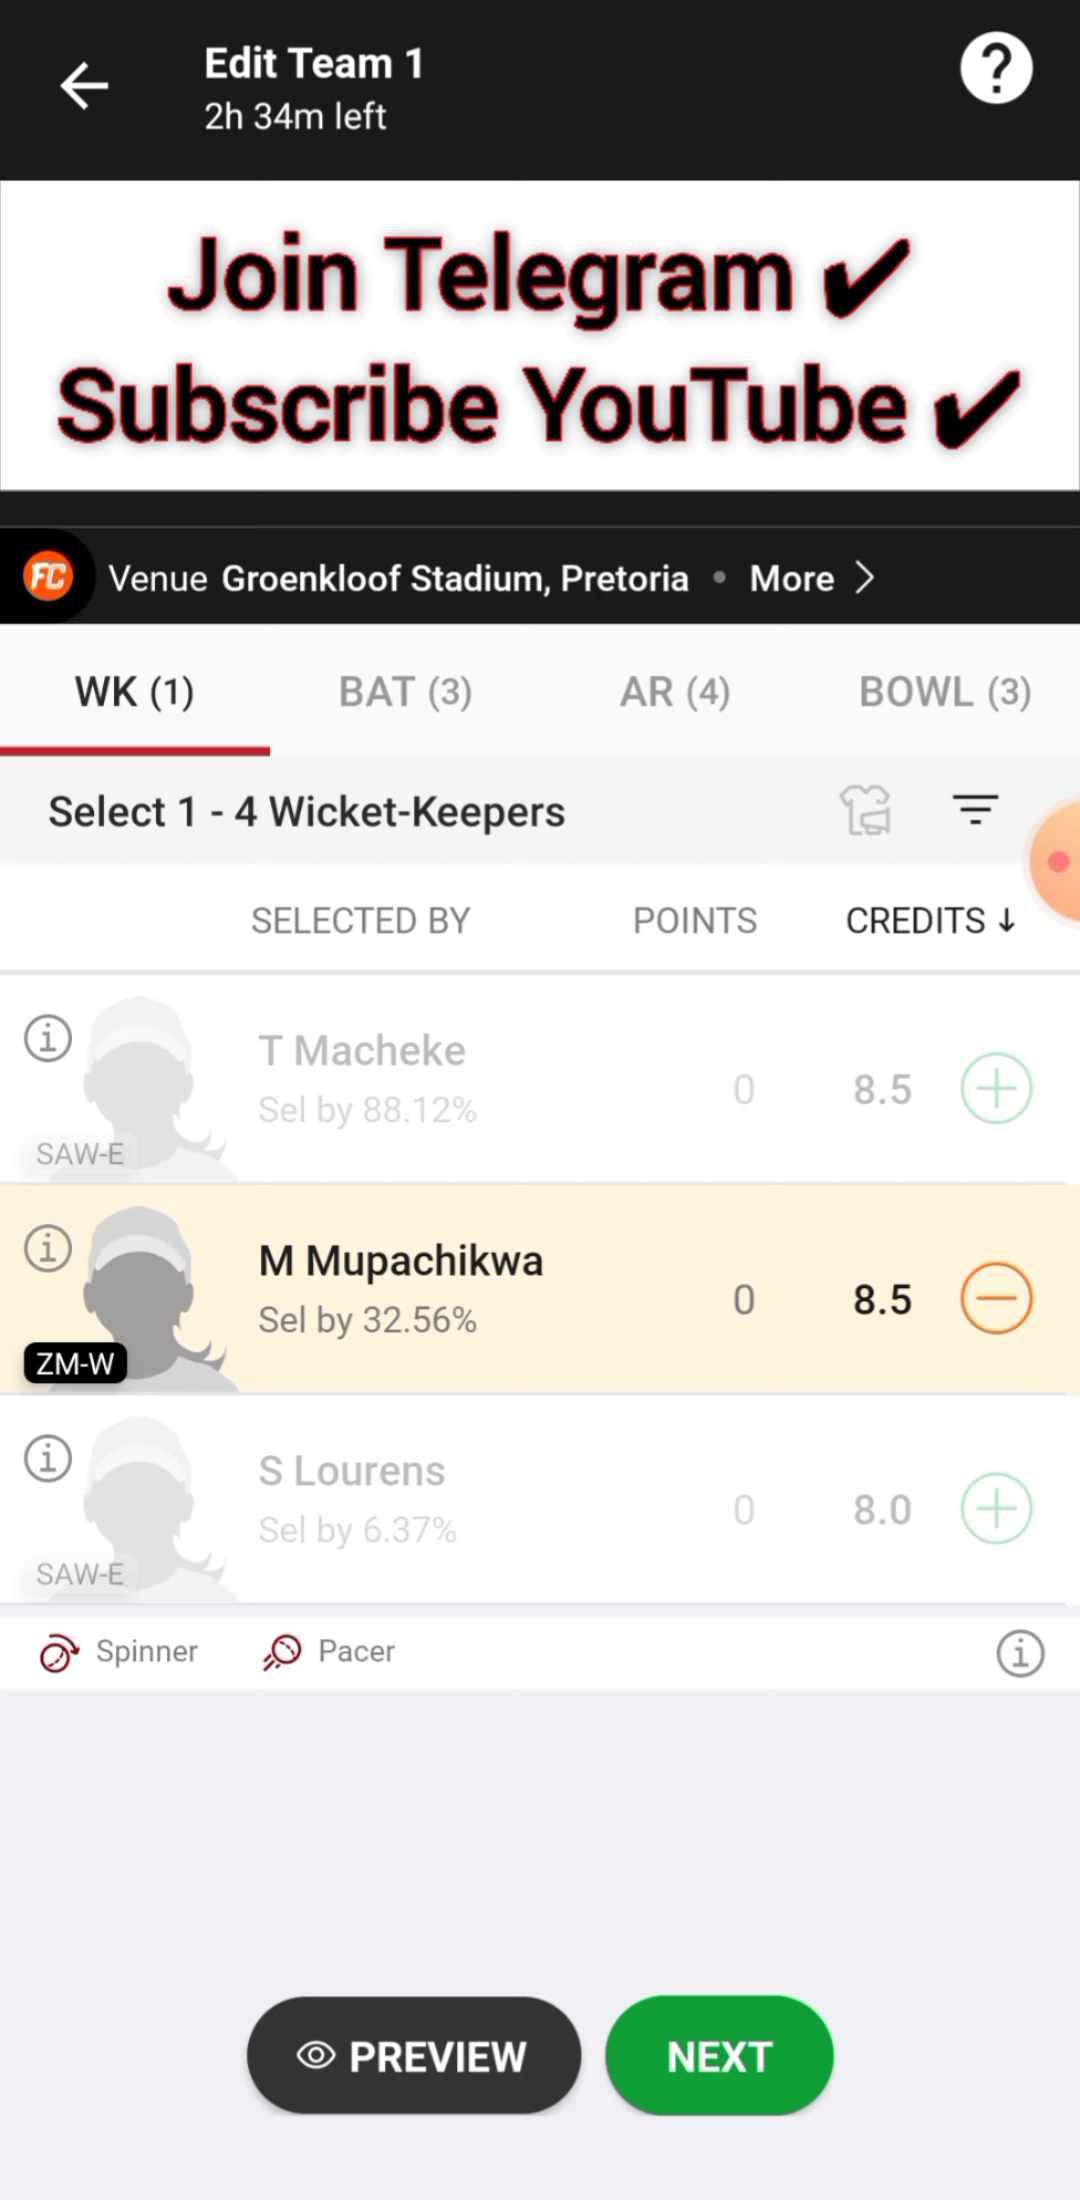 Edit Team 1
2h 34m left
?
Join Telegram ✔
Subscribe YouTube ✔
FC Venue Groenkloof Stadium, Pretoria • More >
WK (1) BAT (3) AR (4) BOWL (3)
Select 1 - 4 Wicket-Keepers
SELECTED BY POINTS CREDITS ↓
T Macheke
Sel by 88.12%
0 8.5
SAW-E
M Mupachikwa
Sel by 32.56%
0 8.5
ZM-W
S Lourens
Sel by 6.37%
0 8.0
SAW-E
Spinner Pacer
PREVIEW NEXT